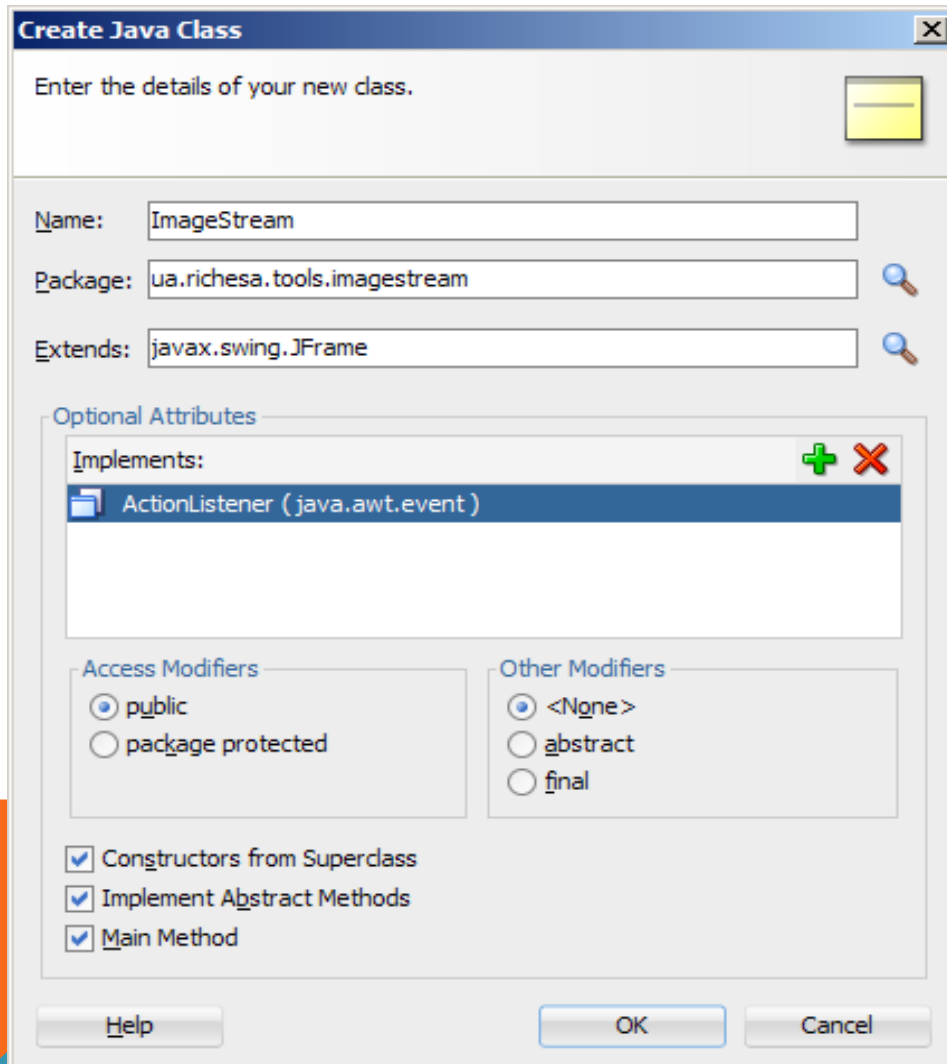 Create Java Class
Enter the details of your new class.
Name: ImageStream
Package: ua.richesa.tools.imagestream
Extends: javax.swing.JFrame
Optional Attributes
Implements:
ActionListener ( java.awt.event )
Access Modifiers
public
package protected
Other Modifiers
<None>
abstract
final
Constructors from Superclass
Implement Abstract Methods
Main Method
Help OK Cancel